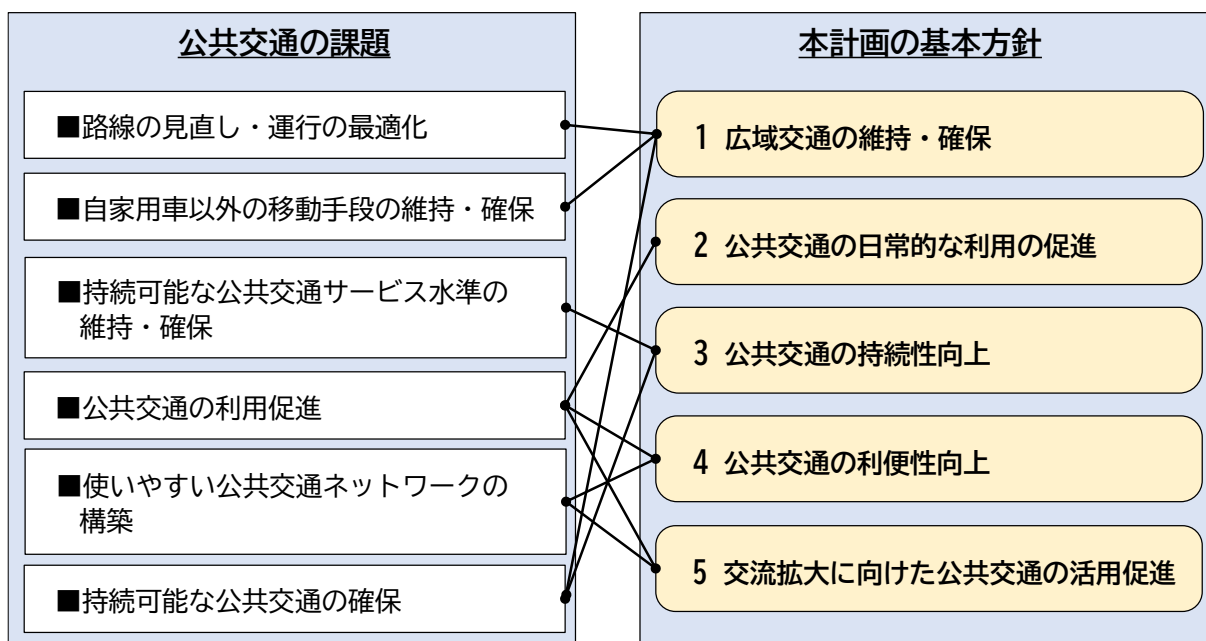 公共交通の課題
■路線の見直し・運行の最適化
■自家用車以外の移動手段の維持・確保
■持続可能な公共交通サービス水準の
維持・確保
■公共交通の利用促進
■使いやすい公共交通ネットワークの
構築
■持続可能な公共交通の確保
本計画の基本方針
1 広域交通の維持・確保
2 公共交通の日常的な利用の促進
3 公共交通の持続性向上
4 公共交通の利便性向上
5 交流拡大に向けた公共交通の活用促進